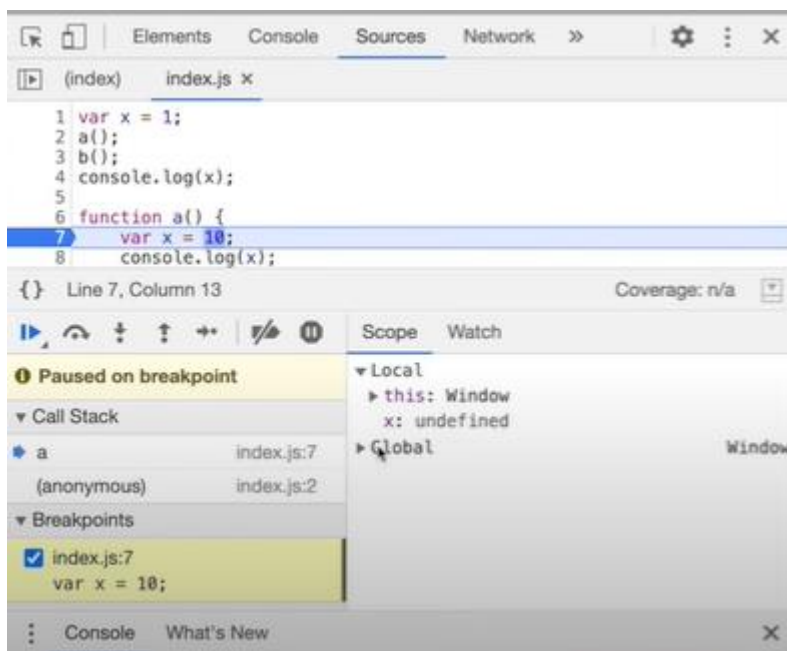 Elements Console Sources Network »
(index) index.js ×
1 var x = 1;
2 a();
3 b();
4 console.log(x);
5
6 function a() {
7 var x = 10;
8 console.log(x);
{} Line 7, Column 13 Coverage: n/a
Scope Watch
Paused on breakpoint
Call Stack
a index.js:7
(anonymous) index.js:2
Breakpoints
index.js:7
var x = 10;
Local
this: Window
x: undefined
Global Window
Console What's New